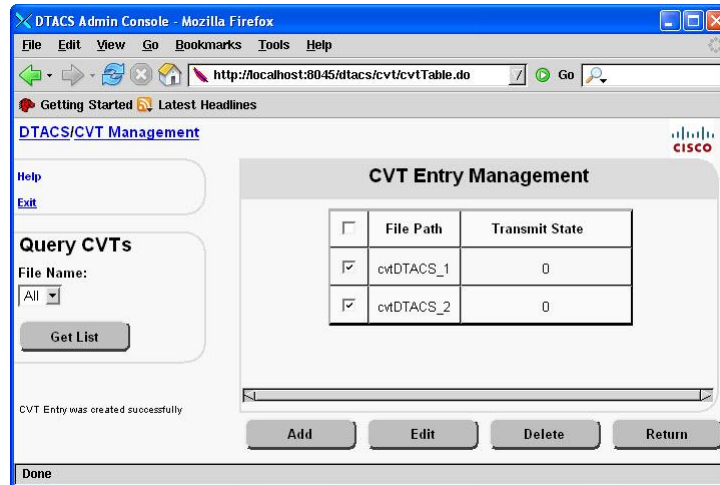 DTACS Admin Console - Mozilla Firefox
File Edit View Go Bookmarks Tools Help
http://localhost:8045/dtacs/cvt/cvtTable.do Go
Getting Started Latest Headlines
DTACS/CVT Management
CISCO
Help
Exit
Query CVTs
File Name:
All
Get List
CVT Entry was created successfully
CVT Entry Management
File Path Transmit State
cvtDTACS_1 0
cvtDTACS_2 0
Add Edit Delete Return
Done